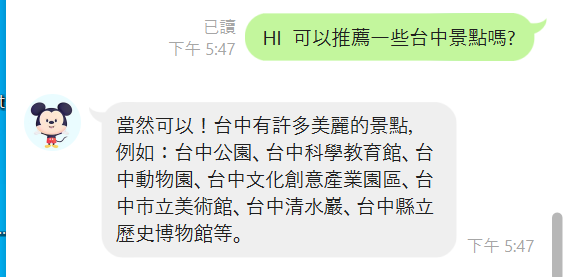 HI 可以推薦一些台中景點嗎?
已讀
下午 5:47
當然可以！台中有許多美麗的景點，
例如：台中公園、台中科學教育館、台
中動物園、台中文化創意產業園區、台
中市立美術館、台中清水巖、台中縣立
歷史博物館等。
下午 5:47